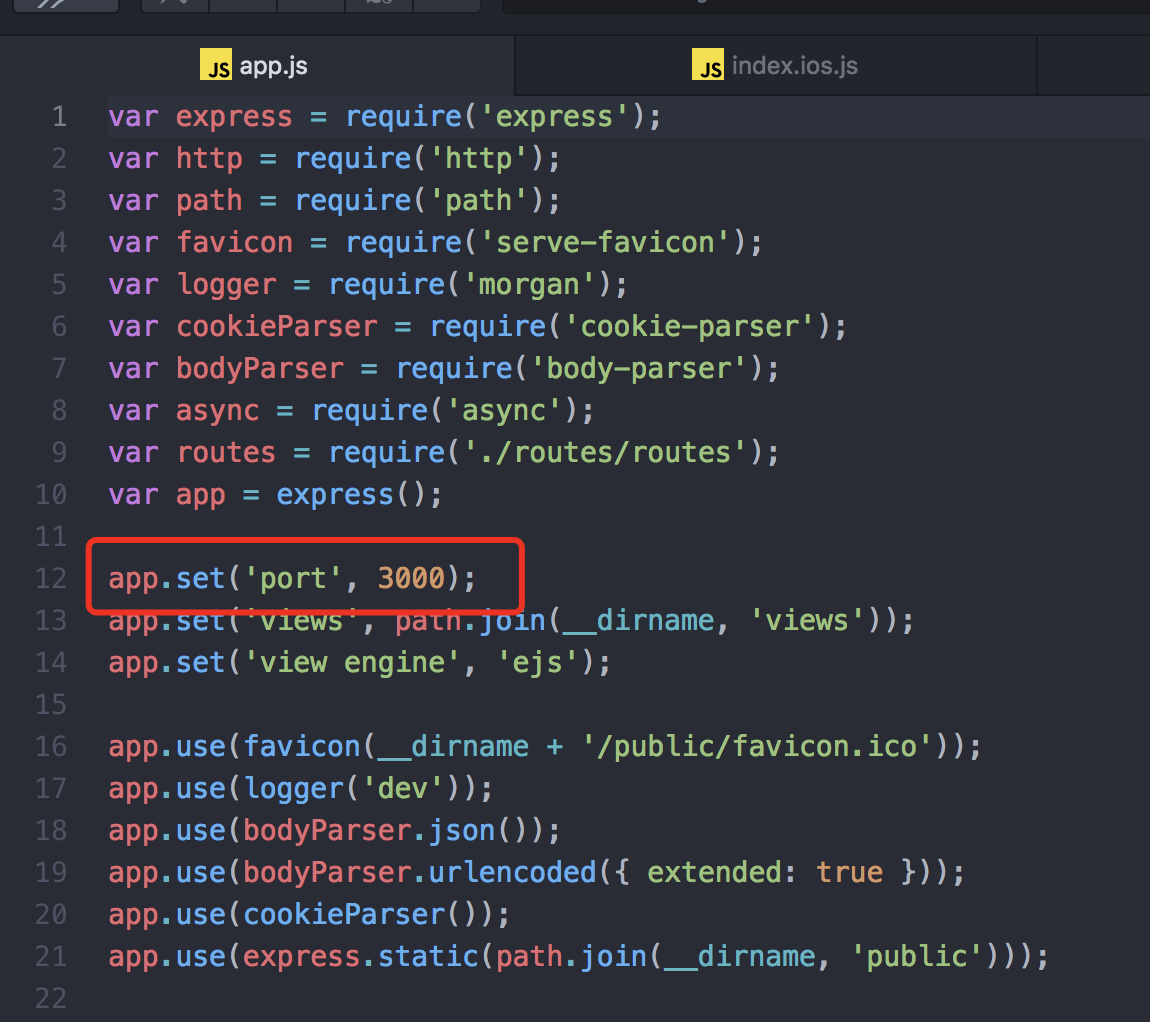 JS app.js
JS index.ios.js
1 var express = require('express');
2 var http = require('http');
3 var path = require('path');
4 var favicon = require('serve-favicon');
5 var logger = require('morgan');
6 var cookieParser = require('cookie-parser');
7 var bodyParser = require('body-parser');
8 var async = require('async');
9 var routes = require('./routes/routes');
10 var app = express();
11
12 app.set('port', 3000);
13 app.set('views', path.join(__dirname, 'views'));
14 app.set('view engine', 'ejs');
15
16 app.use(favicon(__dirname + '/public/favicon.ico'));
17 app.use(logger('dev'));
18 app.use(bodyParser.json());
19 app.use(bodyParser.urlencoded({ extended: true }));
20 app.use(cookieParser());
21 app.use(express.static(path.join(__dirname, 'public')));
22